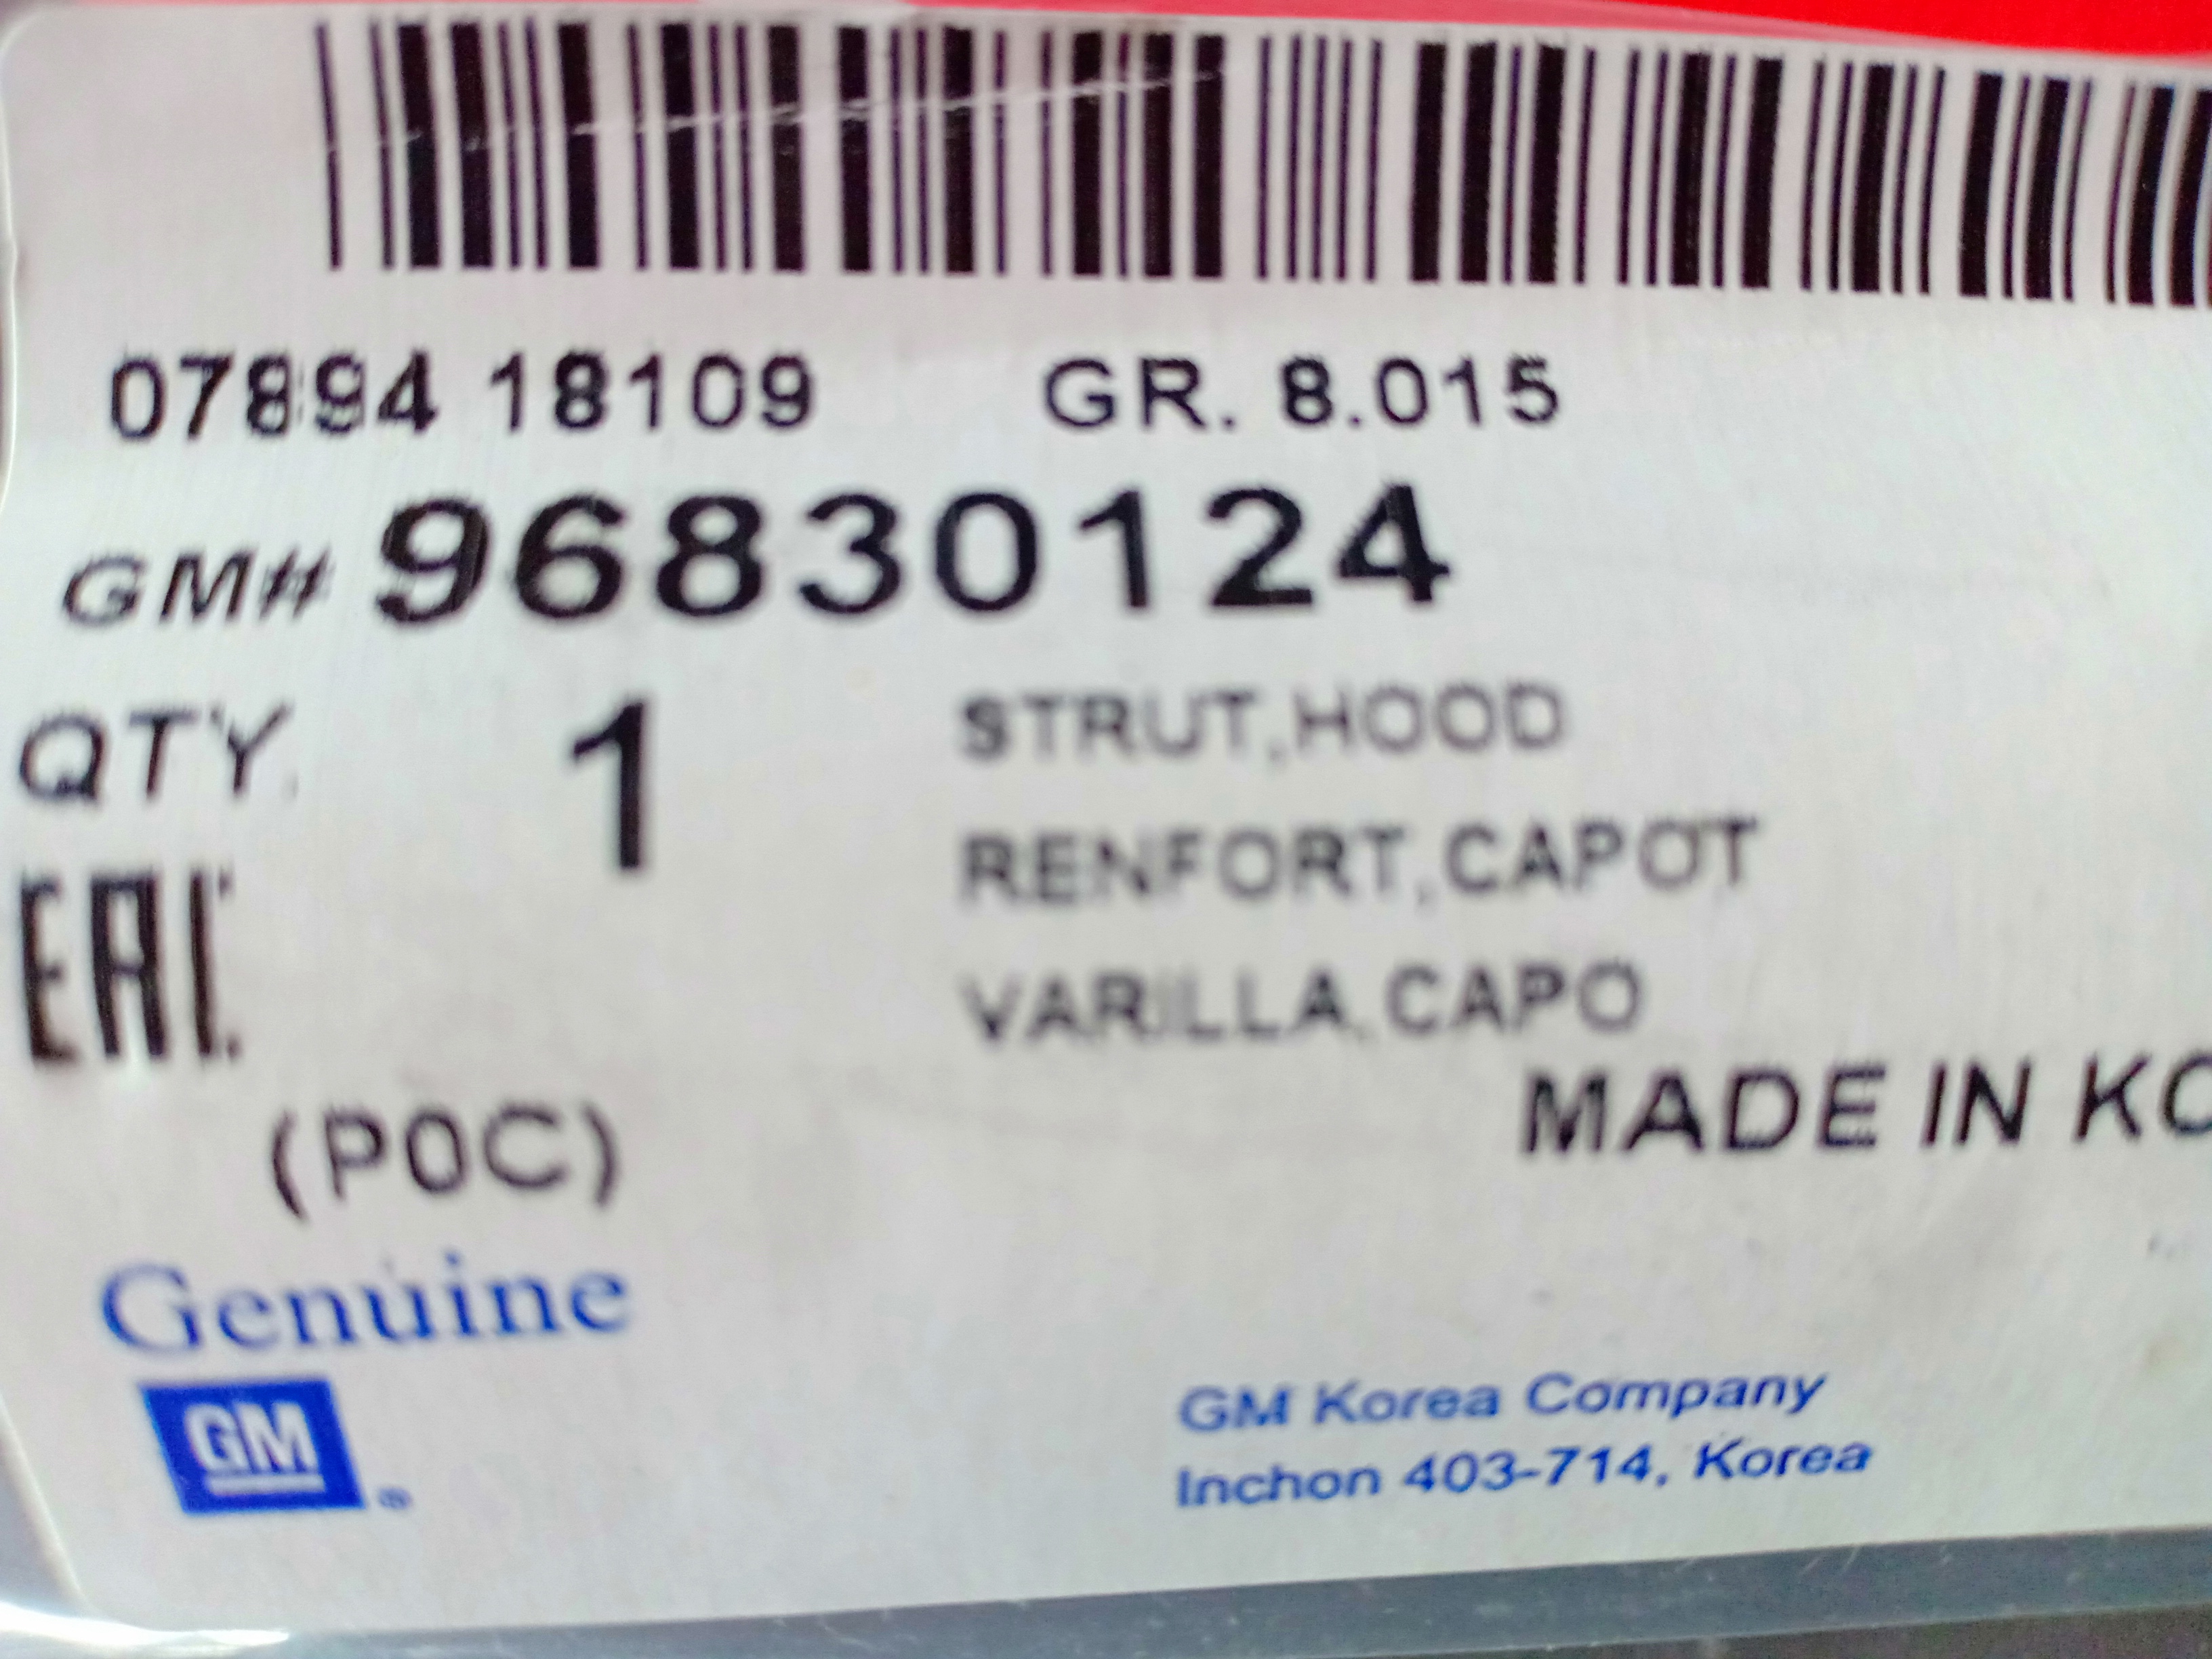 07894 18109 GR. 8.015
GM# 96830124
QTY. 1 STRUT,HOOD
RENFORT,CAPOT
EAC
VARILLA,CAPO
MADE IN KO
(P0C)
Genuine
GM ®
GM Korea Company
Inchon 403-714, Korea